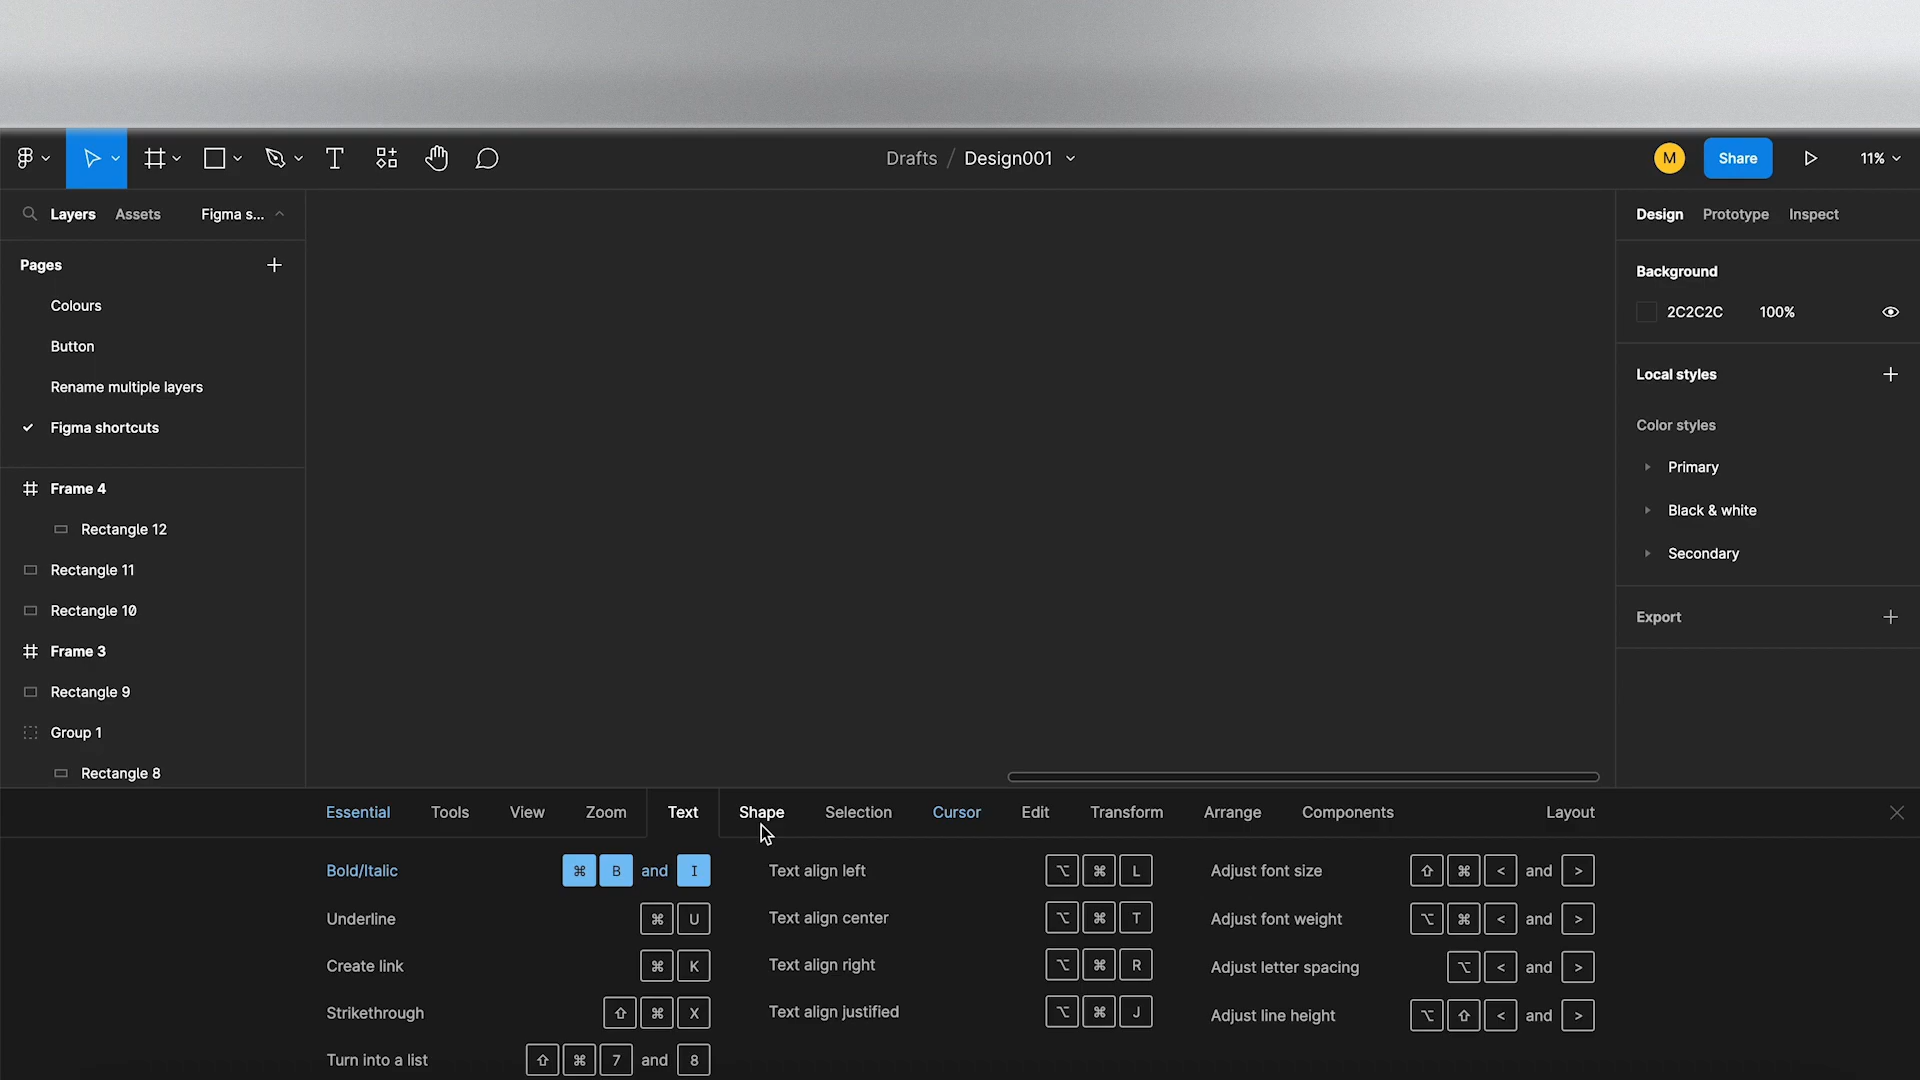 Drafts / Design001
M
Share
11%
Layers Assets Figma s...
Pages
Colours
Button
Rename multiple layers
Figma shortcuts
Frame 4
Rectangle 12
Rectangle 11
Rectangle 10
Frame 3
Rectangle 9
Group 1
Rectangle 8
Design Prototype Inspect
Background
2C2C2C 100%
Local styles
Color styles
Primary
Black & white
Secondary
Export
Essential Tools View Zoom Text Shape Selection Cursor Edit Transform Arrange Components Layout
Bold/Italic ⌘ B and I
Underline ⌘ U
Create link ⌘ K
Strikethrough ⇧ ⌘ X
Turn into a list ⇧ ⌘ 7 and 8
Text align left ⌥ ⌘ L
Text align center ⌥ ⌘ T
Text align right ⌥ ⌘ R
Text align justified ⌥ ⌘ J
Adjust font size ⇧ ⌘ < and >
Adjust font weight ⌥ ⌘ < and >
Adjust letter spacing ⌥ < and >
Adjust line height ⌥ ⇧ < and >